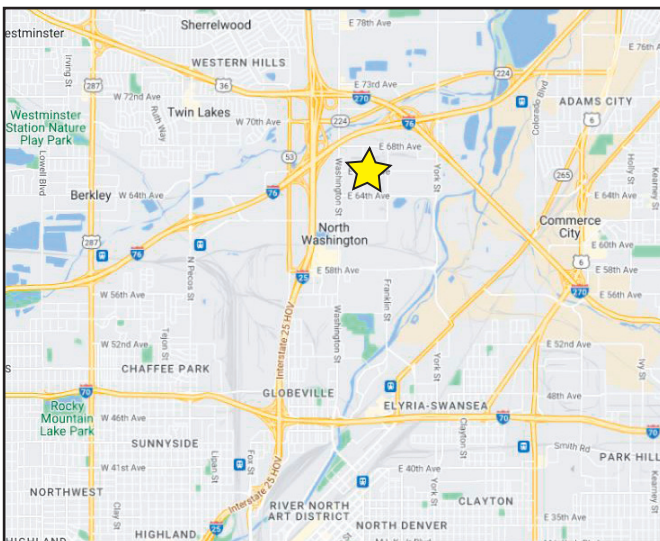 estminster
Sherrelwood
E 78th Ave
E 76th A
Irving St
WESTERN HILLS
287
36
E 73rd Ave
224
270
W 72nd Ave
Twin Lakes
Ruth Way
W 70th Ave
224
76
Colorado Blvd
ADAMS CITY
6
Westminster
Station Nature
Play Park
Lowell Blvd
53
E 68th Ave
Washington St
York St
265
Holly St
Kearney St
Berkley
W 64th Ave
76
E 64th Ave
North
Washington
Commerce
City
287
76
N Pecos St
E 60th Ave
6
E 58th Ave
25
E 58th Ave
270
E 56th Ave
W 56th Ave
Franklin St
Interstate 25 HOV
Washington St
Tejon St
W 52nd Ave
E 52nd Ave
CHAFFEE PARK
York St
Ivy St
70
GLOBEVILLE
48th Ave
Rocky
Mountain
Lake Park
W 46th Ave
ELYRIA-SWANSEA
70
Clayton St
SUNNYSIDE
Smith Rd
Lipan St
Fox St
W 41st Ave
E 40th Ave
PARK HILL
NORTHWEST
Clay St
Interstate 25 HOV
York St
CLAYTON
Kearney St
RIVER NORTH
ART DISTRICT
E 35th Ave
25
NORTH DENVER
HIGHLAND
HIGHLAND